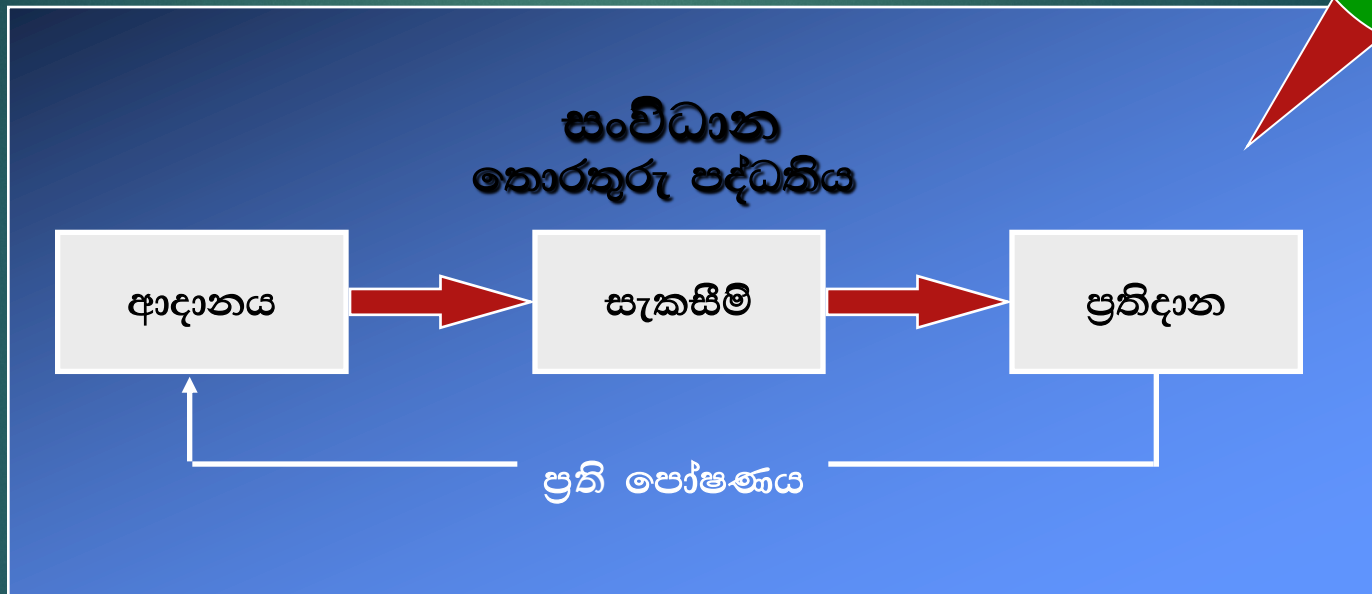 සංවිධාන
තොරතුරු පද්ධතිය
ආදානය
සැකසීම්
ප්‍රතිදාන
ප්‍රති පෝෂණය